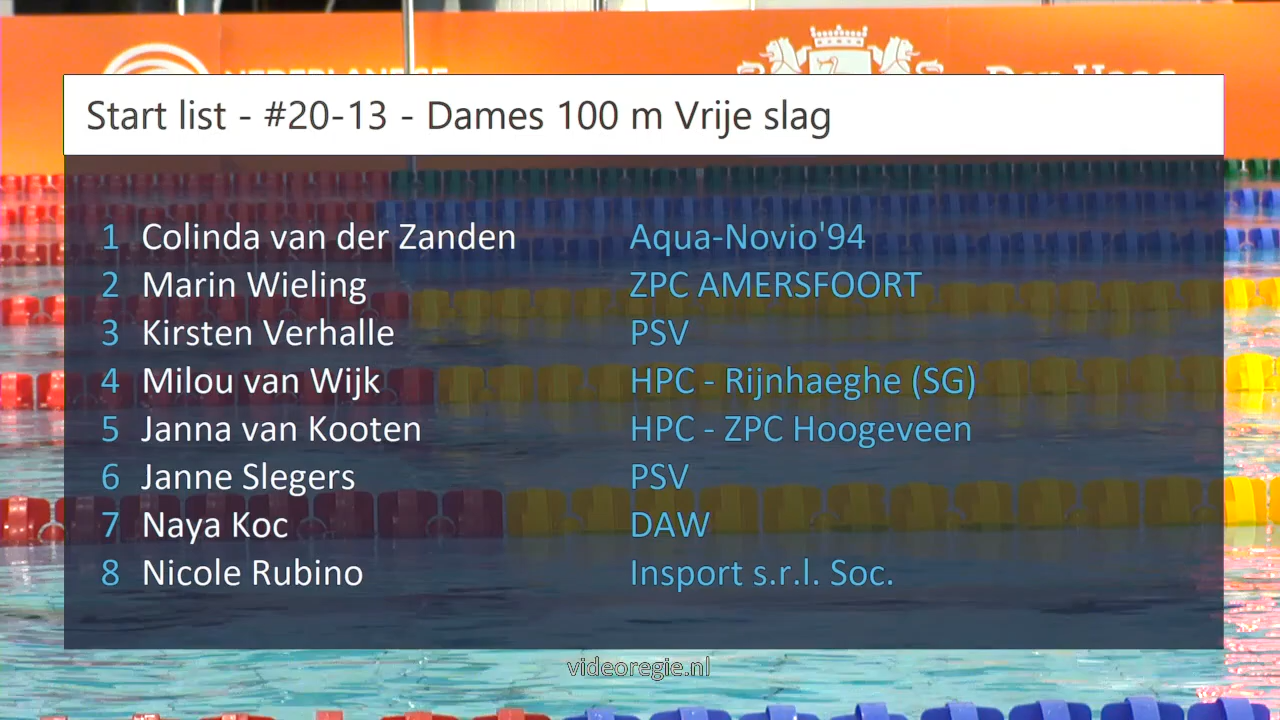 Start list - #20-13 - Dames 100 m Vrije slag
1 Colinda van der Zanden Aqua-Novio'94
2 Marin Wieling ZPC AMERSFOORT
3 Kirsten Verhalle PSV
4 Milou van Wijk HPC - Rijnhaeghe (SG)
5 Janna van Kooten HPC - ZPC Hoogeveen
6 Janne Slegers PSV
7 Naya Koc DAW
8 Nicole Rubino Insport s.r.l. Soc.
videoregie.nl